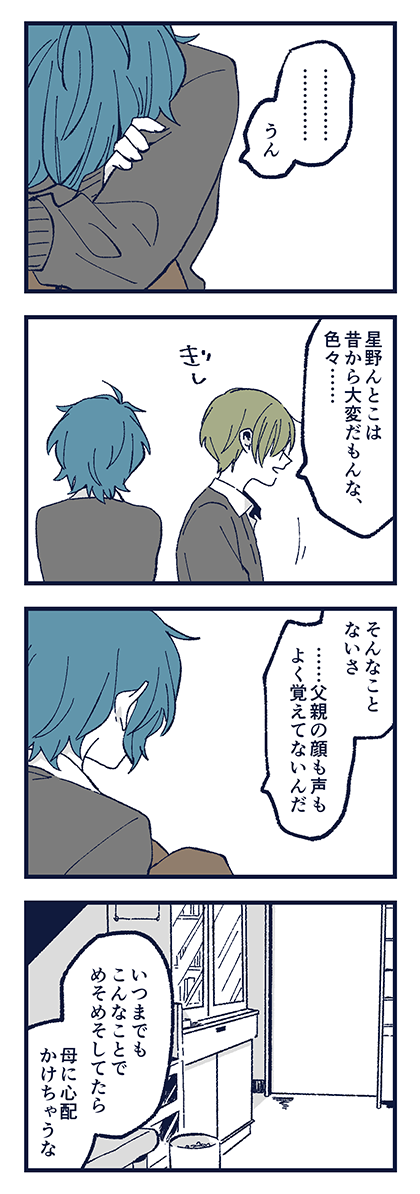 …………
うん
星野んとこは
昔から大変だもんな、
色々……
ぎし
そんなこと
ないさ
……父親の顔も声も
よく覚えてないんだ
いつまでも
こんなことで
めそめそしてたら
母に心配
かけちゃうな